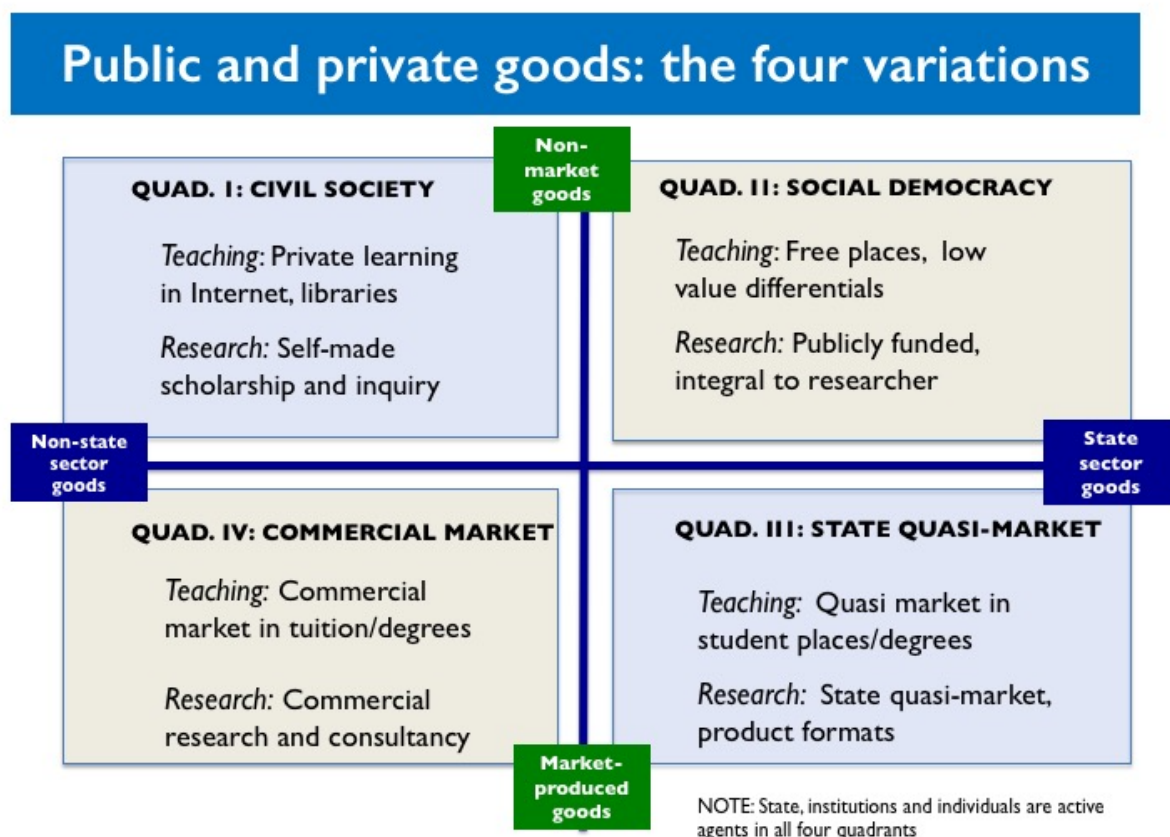 Public and private goods: the four variations
Non-
market
goods
QUAD. I: CIVIL SOCIETY
Teaching: Private learning
in Internet, libraries
Research: Self-made
scholarship and inquiry
QUAD. II: SOCIAL DEMOCRACY
Teaching: Free places, low
value differentials
Research: Publicly funded,
integral to researcher
Non-state
sector
goods
State
sector
goods
QUAD. IV: COMMERCIAL MARKET
Teaching: Commercial
market in tuition/degrees
Research: Commercial
research and consultancy
QUAD. III: STATE QUASI-MARKET
Teaching: Quasi market in
student places/degrees
Research: State quasi-market,
product formats
Market-
produced
goods
NOTE: State, institutions and individuals are active
agents in all four quadrants